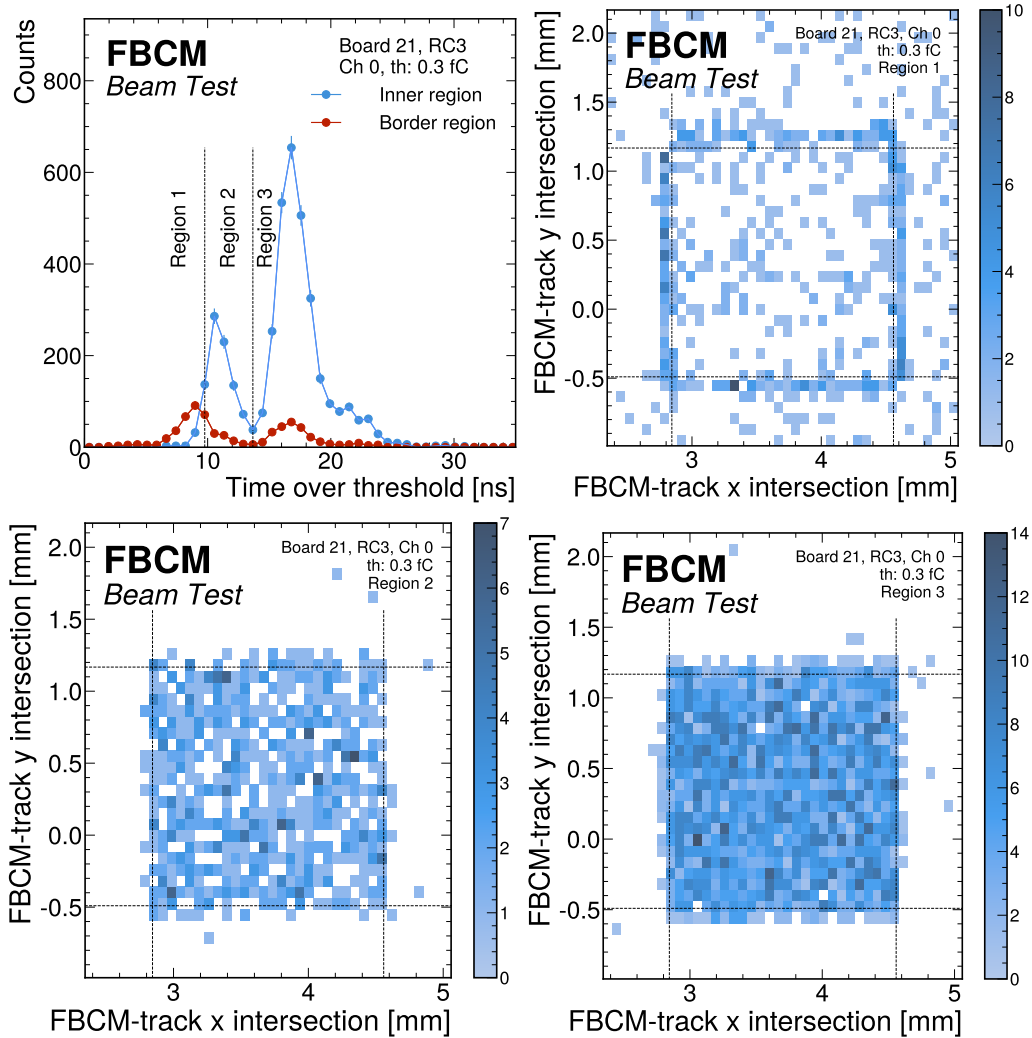 FBCM
Beam Test
Board 21, RC3
Ch 0, th: 0.3 fC
Inner region
Border region
Region 1
Region 2
Region 3
Counts
800
600
400
200
0
0
10
20
30
Time over threshold [ns]
FBCM
Beam Test
Board 21, RC3, Ch 0
th: 0.3 fC
Region 1
FBCM-track y intersection [mm]
2.0
1.5
1.0
0.5
0.0
-0.5
3
4
5
FBCM-track x intersection [mm]
10
8
6
4
2
0
FBCM
Beam Test
Board 21, RC3, Ch 0
th: 0.3 fC
Region 2
FBCM-track y intersection [mm]
2.0
1.5
1.0
0.5
0.0
-0.5
3
4
5
FBCM-track x intersection [mm]
7
6
5
4
3
2
1
0
FBCM
Beam Test
Board 21, RC3, Ch 0
th: 0.3 fC
Region 3
FBCM-track y intersection [mm]
2.0
1.5
1.0
0.5
0.0
-0.5
3
4
5
FBCM-track x intersection [mm]
14
12
10
8
6
4
2
0